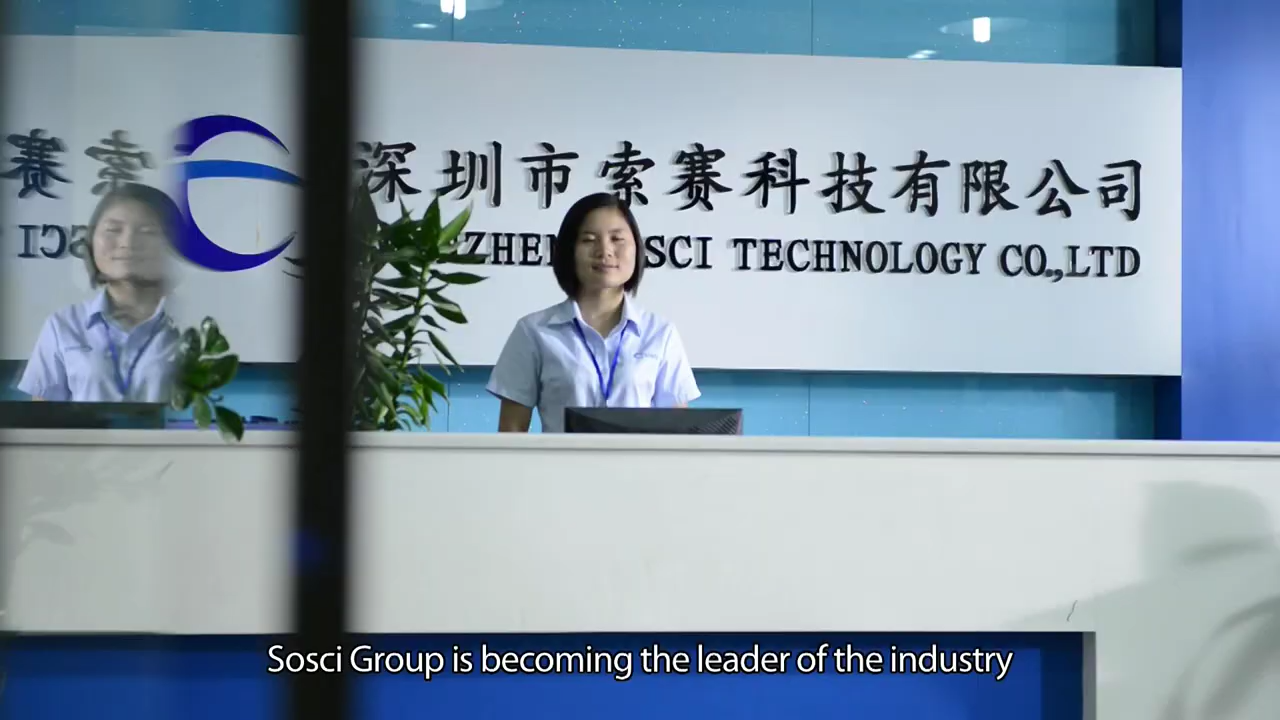 深圳市索赛科技有限公司
TECHNOLOGY CO.,LTD
Sosci Group is becoming the leader of the industry